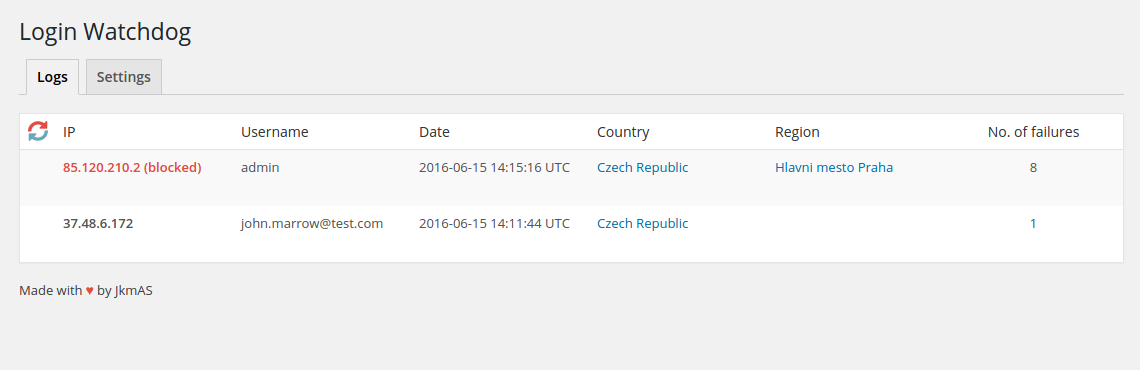 Login Watchdog
Logs Settings
IP Username Date Country Region No. of failures
85.120.210.2 (blocked) admin 2016-06-15 14:15:16 UTC Czech Republic Hlavni mesto Praha 8
37.48.6.172 john.marrow@test.com 2016-06-15 14:11:44 UTC Czech Republic 1
Made with ♥ by JkmAS